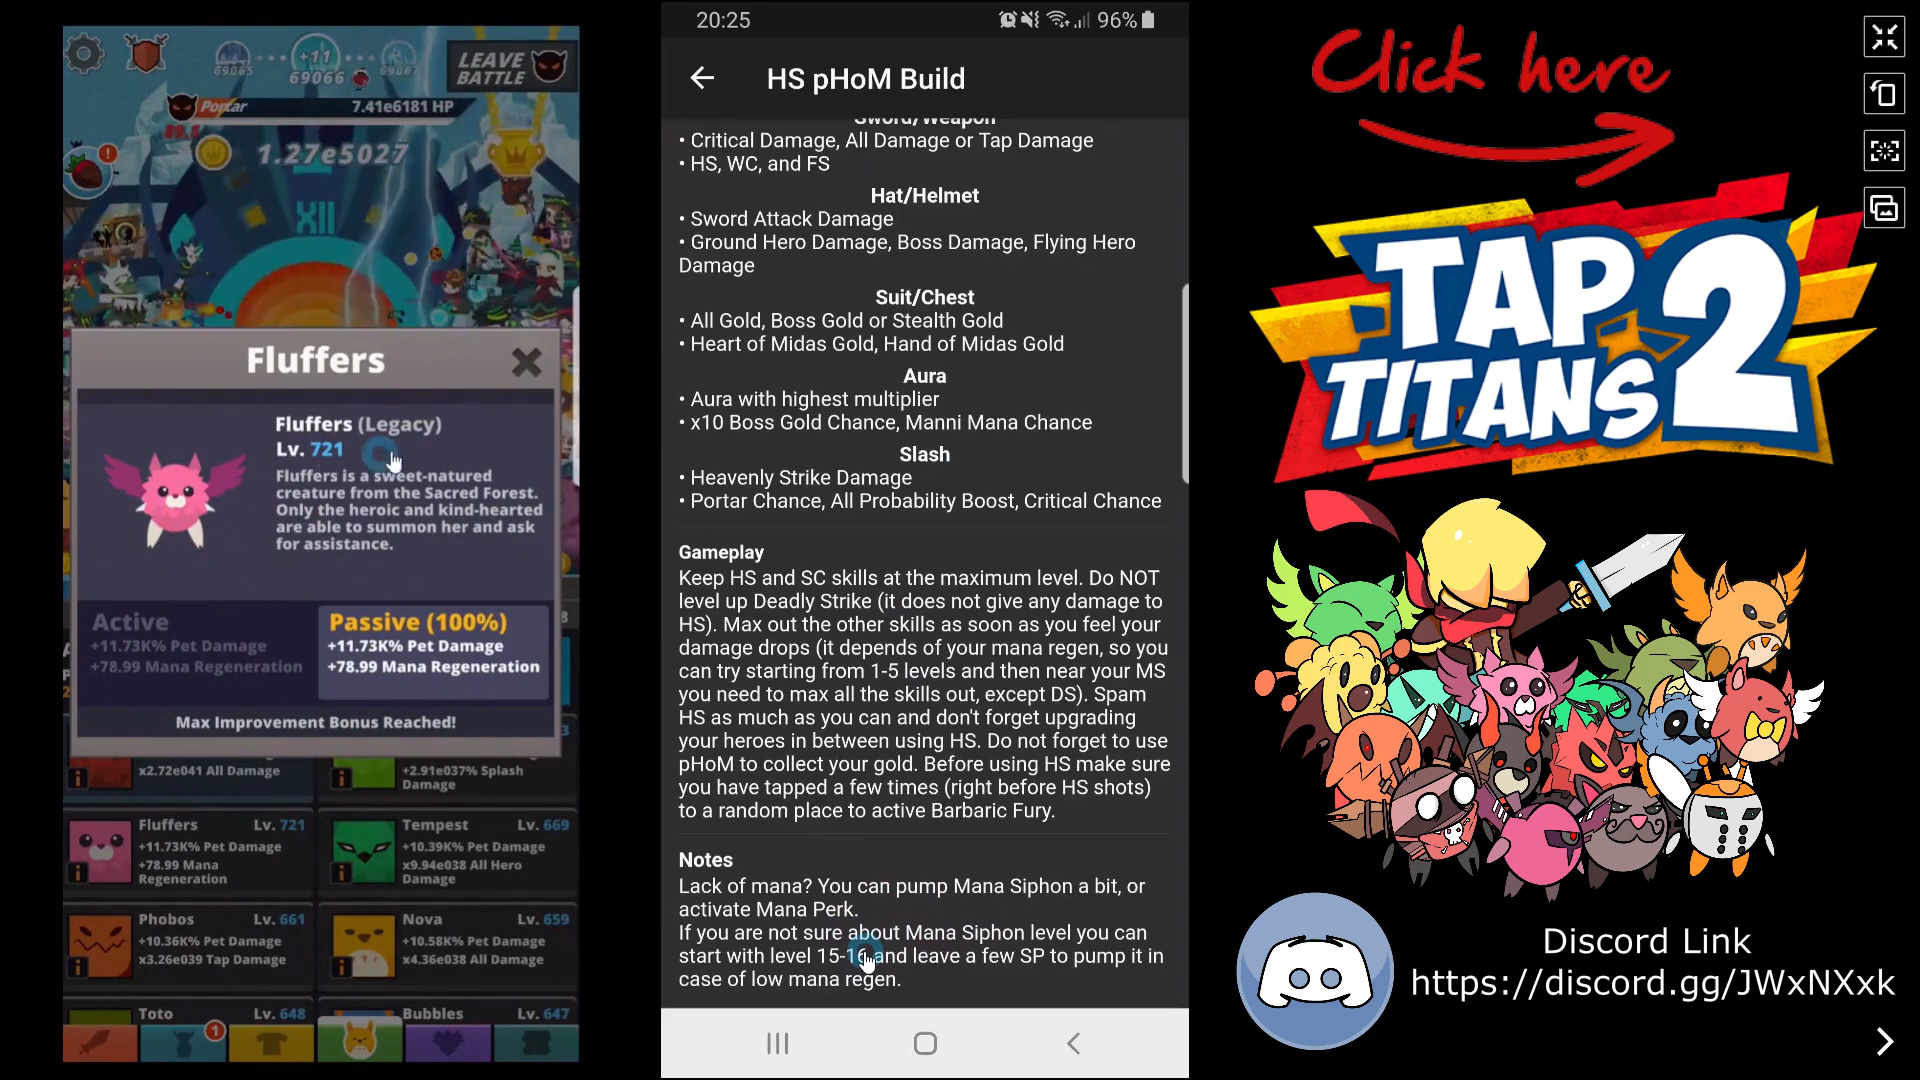 LEAVE
BATTLE
69065
+11
69066
69067
Portar
7.41e6181 HP
1.27e5027
XII
Fluffers
Fluffers (Legacy)
Lv. 721
Fluffers is a sweet-natured
creature from the Sacred Forest.
Only the heroic and kind-hearted
are able to summon her and ask
for assistance.
Active
+11.73K% Pet Damage
+78.99 Mana Regeneration
Passive (100%)
+11.73K% Pet Damage
+78.99 Mana Regeneration
Max Improvement Bonus Reached!
x2.72e041 All Damage
+2.91e037% Splash
Damage
Fluffers Lv. 721
+11.73K% Pet Damage
+78.99 Mana
Regeneration
Tempest Lv. 669
+10.39K% Pet Damage
x9.94e038 All Hero
Damage
Phobos Lv. 661
+10.36K% Pet Damage
x3.26e039 Tap Damage
Nova Lv. 659
+10.58K% Pet Damage
x4.36e038 All Damage
Toto Lv. 648
Bubbles Lv. 647
1
20:25
96%
HS pHoM Build
Sword/Weapon
• Critical Damage, All Damage or Tap Damage
• HS, WC, and FS
Hat/Helmet
• Sword Attack Damage
• Ground Hero Damage, Boss Damage, Flying Hero
Damage
Suit/Chest
• All Gold, Boss Gold or Stealth Gold
• Heart of Midas Gold, Hand of Midas Gold
Aura
• Aura with highest multiplier
• x10 Boss Gold Chance, Manni Mana Chance
Slash
• Heavenly Strike Damage
• Portar Chance, All Probability Boost, Critical Chance
Gameplay
Keep HS and SC skills at the maximum level. Do NOT
level up Deadly Strike (it does not give any damage to
HS). Max out the other skills as soon as you feel your
damage drops (it depends of your mana regen, so you
can try starting from 1-5 levels and then near your MS
you need to max all the skills out, except DS). Spam
HS as much as you can and don't forget upgrading
your heroes in between using HS. Do not forget to use
pHoM to collect your gold. Before using HS make sure
you have tapped a few times (right before HS shots)
to a random place to active Barbaric Fury.
Notes
Lack of mana? You can pump Mana Siphon a bit, or
activate Mana Perk.
If you are not sure about Mana Siphon level you can
start with level 15-16 and leave a few SP to pump it in
case of low mana regen.
Click here
TAP
TITANS 2
Discord Link
https://discord.gg/JWxNXxk